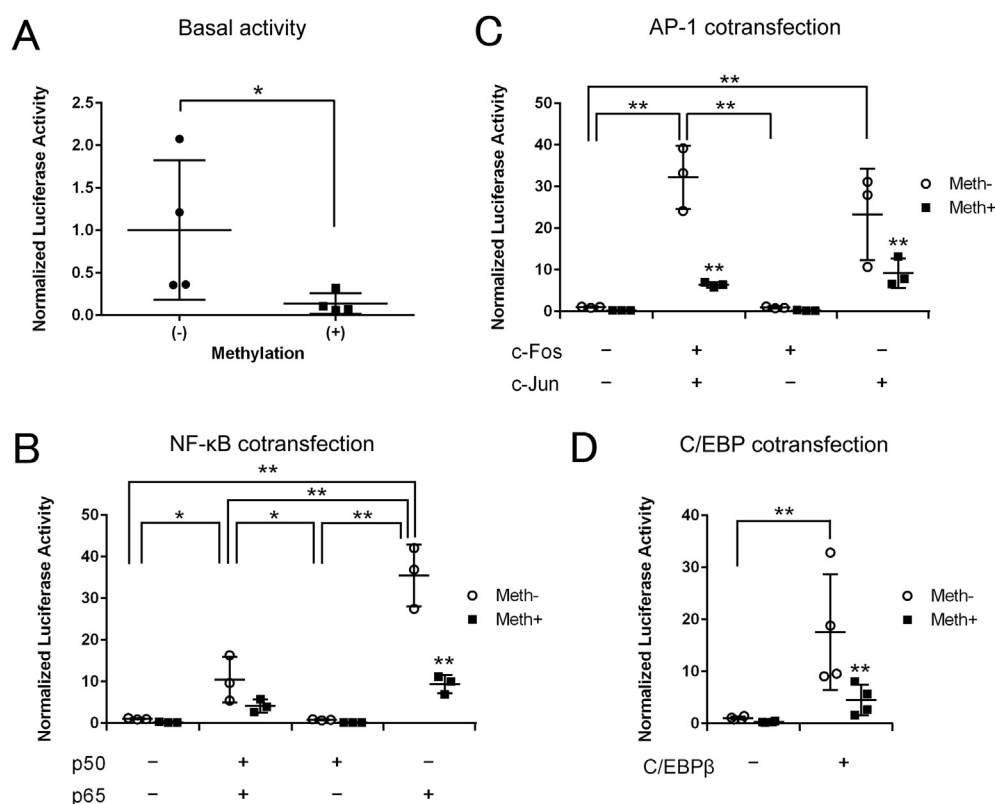 A
Basal activity
Normalized Luciferase Activity
*
2.5
2.0
1.5
1.0
0.5
0.0
(-)
(+)
Methylation
C
AP-1 cotransfection
Normalized Luciferase Activity
**
**
**
50
40
30
20
10
0
**
**
Meth-
Meth+
c-Fos – + + –
c-Jun – + – +
B
NF-κB cotransfection
Normalized Luciferase Activity
**
**
*
*
**
50
40
30
20
10
0
**
Meth-
Meth+
p50 – + + –
p65 – + – +
D
C/EBP cotransfection
Normalized Luciferase Activity
**
40
30
20
10
0
**
Meth-
Meth+
C/EBPβ – +